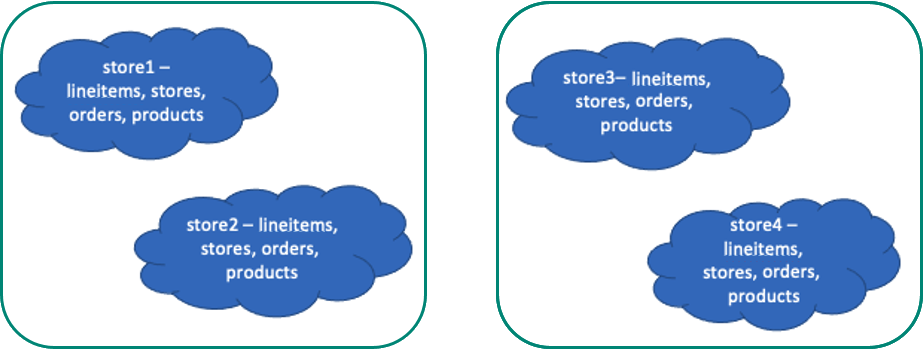 store1 –
lineitems, stores,
orders, products
store2 – lineitems,
stores, orders,
products
store3– lineitems,
stores, orders,
products
store4 –
lineitems,
stores, orders,
products